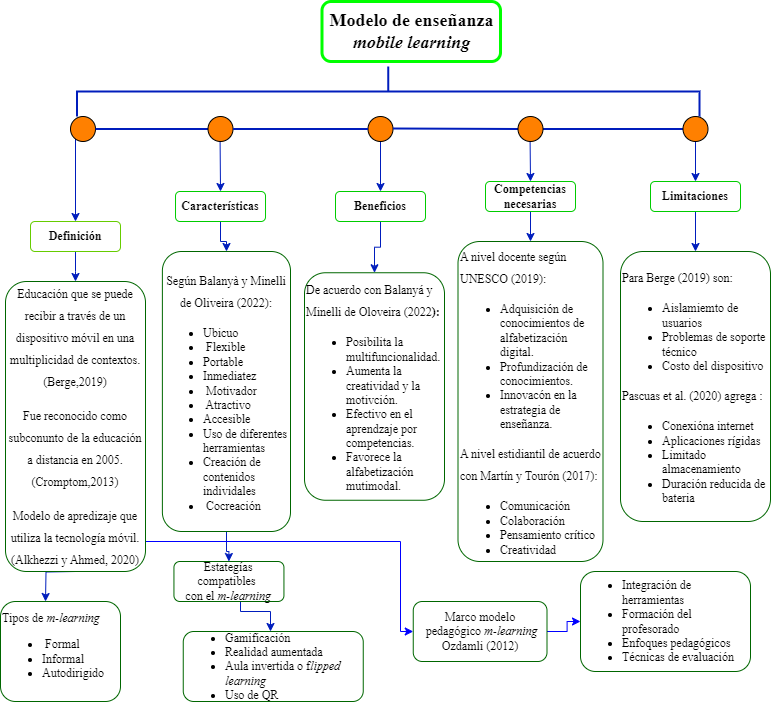 Modelo de enseñanza
mobile learning
Definición
Educación que se puede
recibir a través de un
dispositivo móvil en una
multiplicidad de contextos.
(Berge,2019)
Fue reconocido como
subconunto de la educación
a distancia en 2005.
(Cromptom,2013)
Modelo de apredizaje que
utiliza la tecnología móvil.
(Alkhezzi y Ahmed, 2020)
Tipos de m-learning
Formal
Informal
Autodirigido
Características
Según Balanyà y Minelli
de Oliveira (2022):
Ubicuo
Flexible
Portable
Inmediatez
Motivador
Atractivo
Accesible
Uso de diferentes
herramientas
Creación de
contenidos
individales
Cocreación
Estategías
compatibles
con el m-learning
Gamificación
Realidad aumentada
Aula invertida o flipped
learning
Uso de QR
Beneficios
De acuerdo con Balanyá y
Minelli de Oloveira (2022):
Posibilita la
multifuncionalidad.
Aumenta la
creatividad y la
motivción.
Efectivo en el
aprendzaje por
competencias.
Favorece la
alfabetización
mutimodal.
Competencias
necesarias
A nivel docente según
UNESCO (2019):
Adquisición de
conocimientos de
alfabetización
digital.
Profundización de
conocimientos.
Innovacón en la
estrategia de
enseñanza.
A nivel estidiantil de acuerdo
con Martín y Tourón (2017):
Comunicación
Colaboración
Pensamiento crítico
Creatividad
Limitaciones
Para Berge (2019) son:
Aislamiemto de
usuarios
Problemas de soporte
técnico
Costo del dispositivo
Pascuas et al. (2020) agrega :
Conexióna internet
Aplicaciones rígidas
Limitado
almacenamiento
Duración reducida de
bateria
Marco modelo
pedagógico m-learning
Ozdamli (2012)
Integración de
herramientas
Formación del
profesorado
Enfoques pedagógicos
Técnicas de evaluación